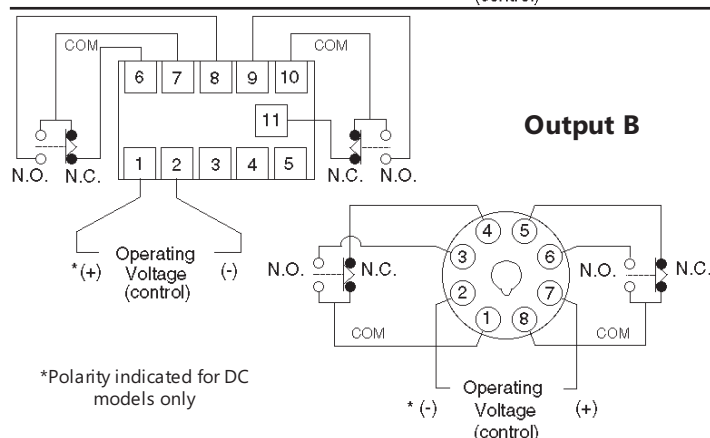 (control)
COM
COM
6 7 8 9 10
11
Output B
1 2 3 4 5
N.O. N.C.
N.C. N.O.
* (+) Operating Voltage (control) (-)
4 5
3 6
2 7
1 8
N.O. N.C.
N.O. N.C.
COM
COM
*Polarity indicated for DC
models only
* (-) Operating Voltage (control) (+)